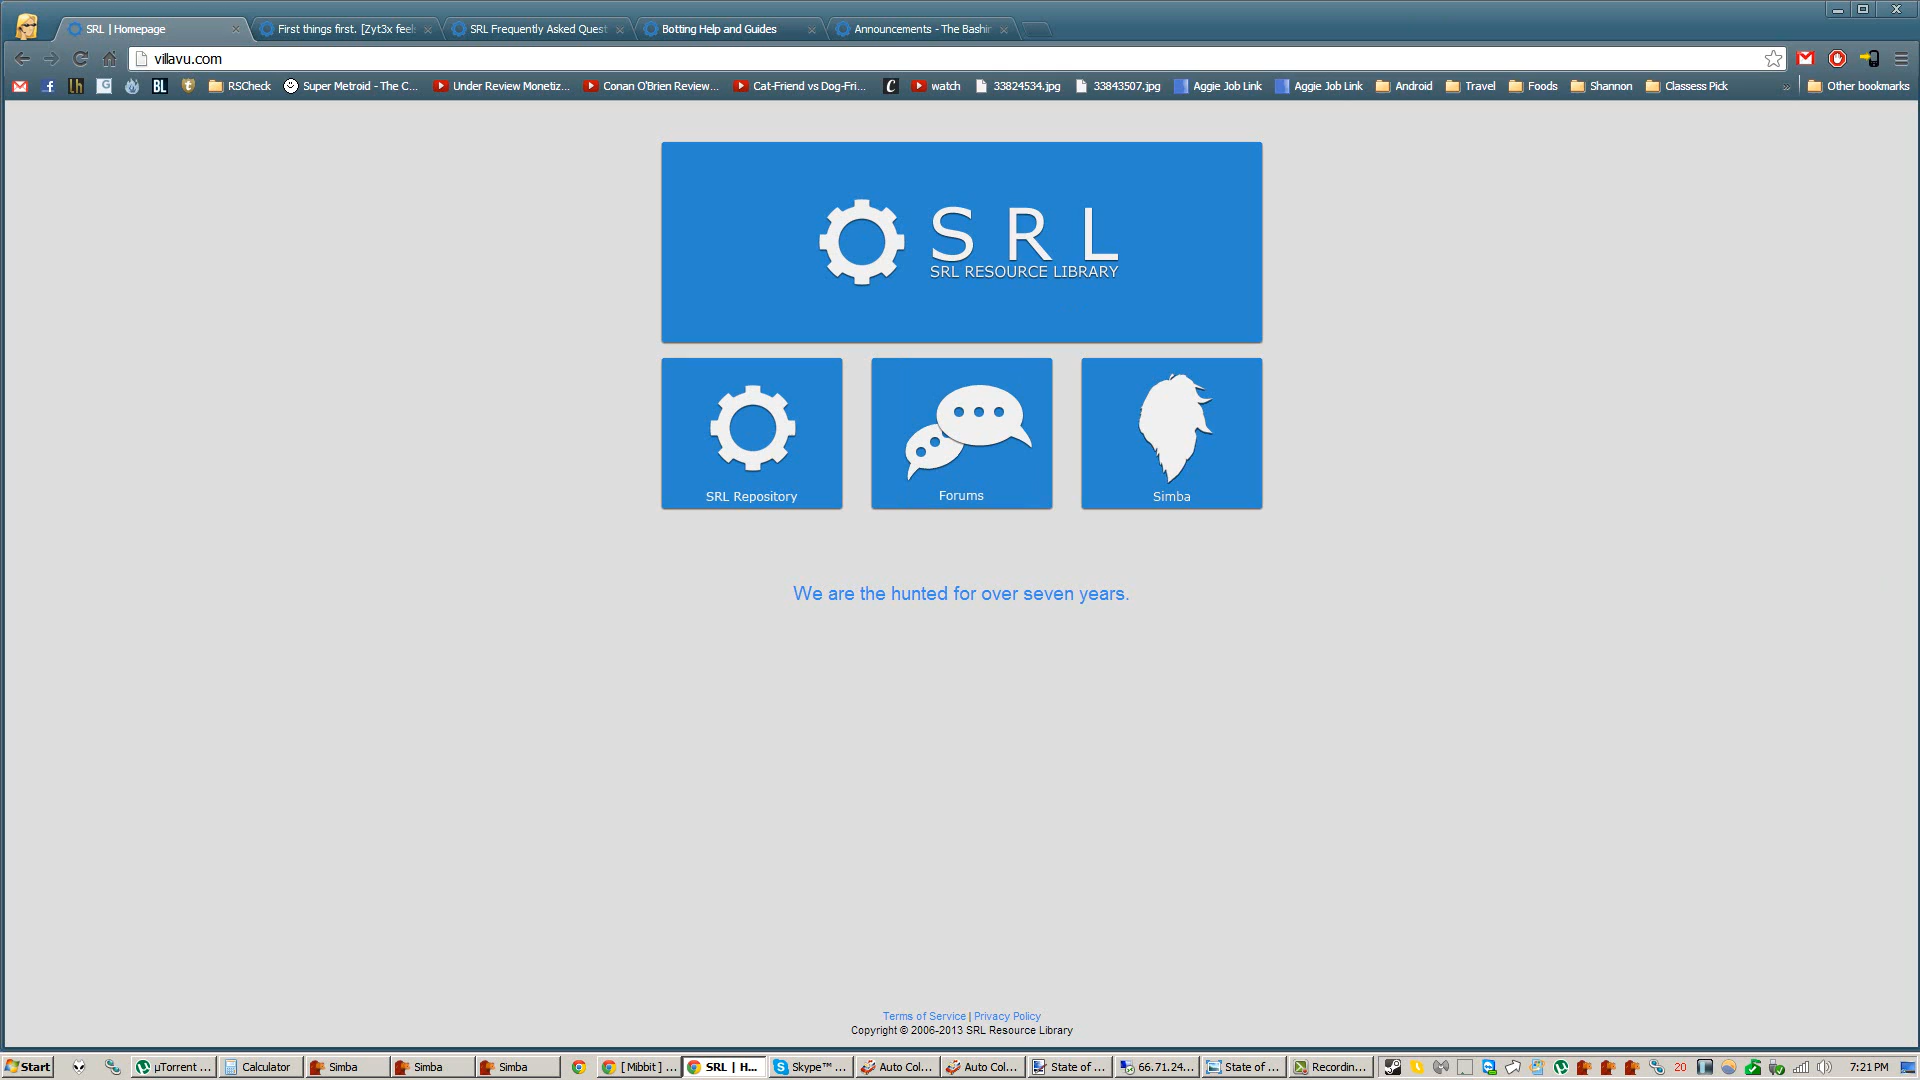 SRL | Homepage
First things first. [Zyt3x feels
SRL Frequently Asked Quest
Botting Help and Guides
Announcements - The Bashin
villavu.com
RSCheck
Super Metroid - The C...
Under Review Monetiz...
Conan O'Brien Review...
Cat-Friend vs Dog-Fri...
watch
33824534.jpg
33843507.jpg
Aggie Job Link
Aggie Job Link
Android
Travel
Foods
Shannon
Classess Pick
»
Other bookmarks
S R L
SRL RESOURCE LIBRARY
SRL Repository
Forums
Simba
We are the hunted for over seven years.
Terms of Service | Privacy Policy
Copyright © 2006-2013 SRL Resource Library
Start
µTorrent ...
Calculator
Simba
Simba
Simba
[ Mibbit ] ...
SRL | H...
Skype™ ...
Auto Col...
Auto Col...
State of ...
66.71.24...
State of ...
Recordin...
20
7:21 PM